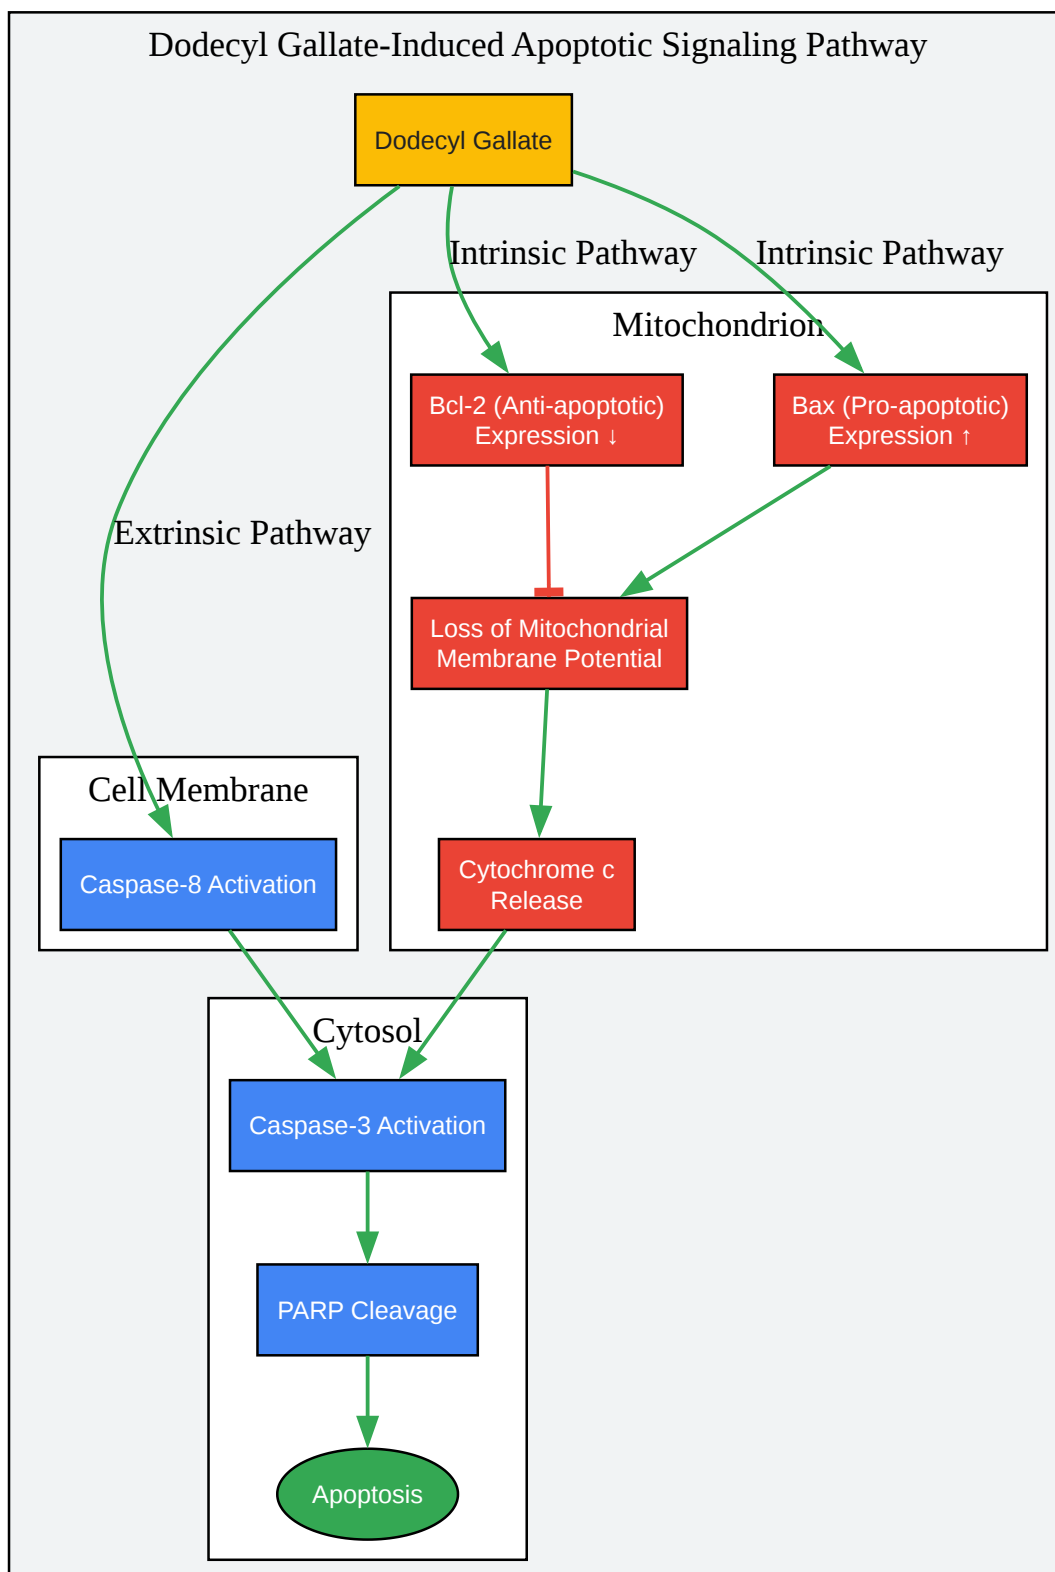 Dodecyl Gallate-Induced Apoptotic Signaling Pathway
Dodecyl Gallate
Intrinsic Pathway
Intrinsic Pathway
Mitochondrion
Bcl-2 (Anti-apoptotic)
Expression ↓
Bax (Pro-apoptotic)
Expression ↑
Extrinsic Pathway
Loss of Mitochondrial
Membrane Potential
Cell Membrane
Caspase-8 Activation
Cytochrome c
Release
Cytosol
Caspase-3 Activation
PARP Cleavage
Apoptosis